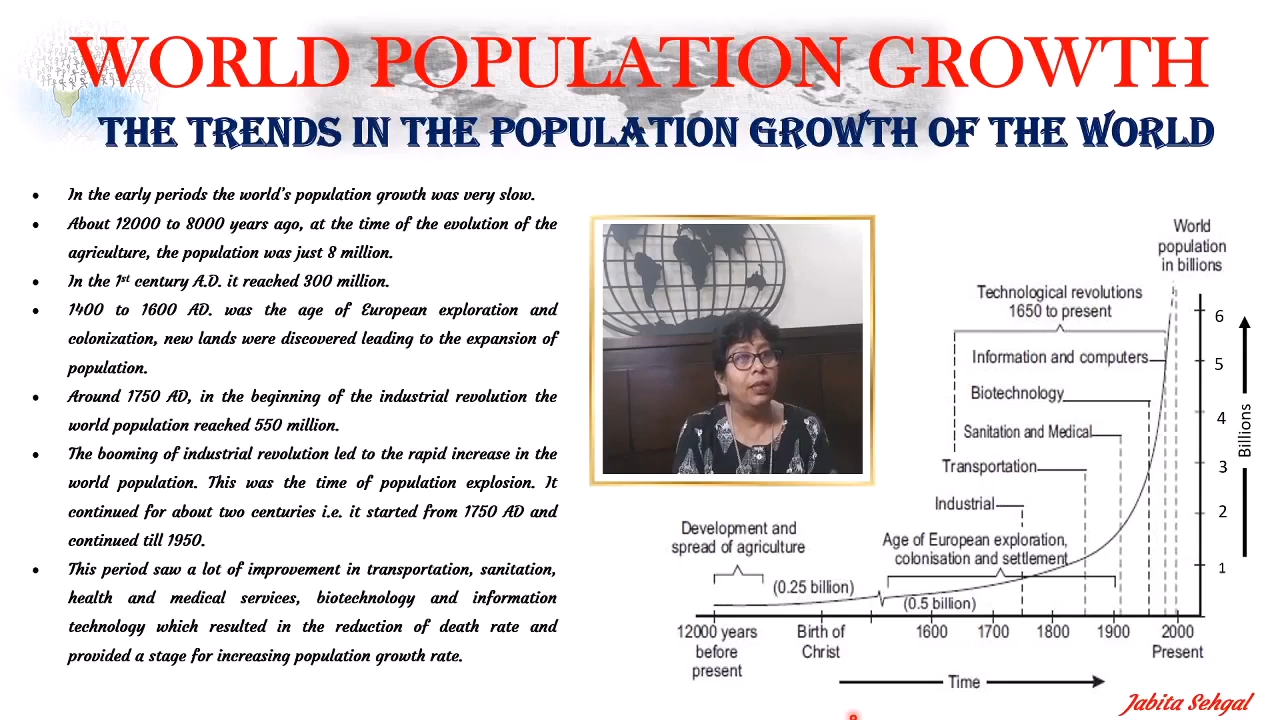 WORLD POPULATION GROWTH
THE TRENDS IN THE POPULATION GROWTH OF THE WORLD
• In the early periods the world's population growth was very slow.
• About 12000 to 8000 years ago, at the time of the evolution of the
agriculture, the population was just 8 million.
• In the 1st century A.D. it reached 300 million.
• 1400 to 1600 AD. was the age of European exploration and
colonization, new lands were discovered leading to the expansion of
population.
• Around 1750 AD, in the beginning of the industrial revolution the
world population reached 550 million.
• The booming of industrial revolution led to the rapid increase in the
world population. This was the time of population explosion. It
continued for about two centuries i.e. it started from 1750 AD and
continued till 1950.
• This period saw a lot of improvement in transportation, sanitation,
health and medical services, biotechnology and information
technology which resulted in the reduction of death rate and
provided a stage for increasing population growth rate.
World
population
in billions
Technological revolutions
1650 to present
6
Information and computers
5
Biotechnology
4
Sanitation and Medical
Billions
Transportation
3
Industrial
2
Development and
spread of agriculture
Age of European exploration,
colonisation and settlement
1
(0.25 billion)
(0.5 billion)
12000 years
before
present
Birth of
Christ
1600
1700
1800
1900
2000
Present
Time
Jabita Sehgal